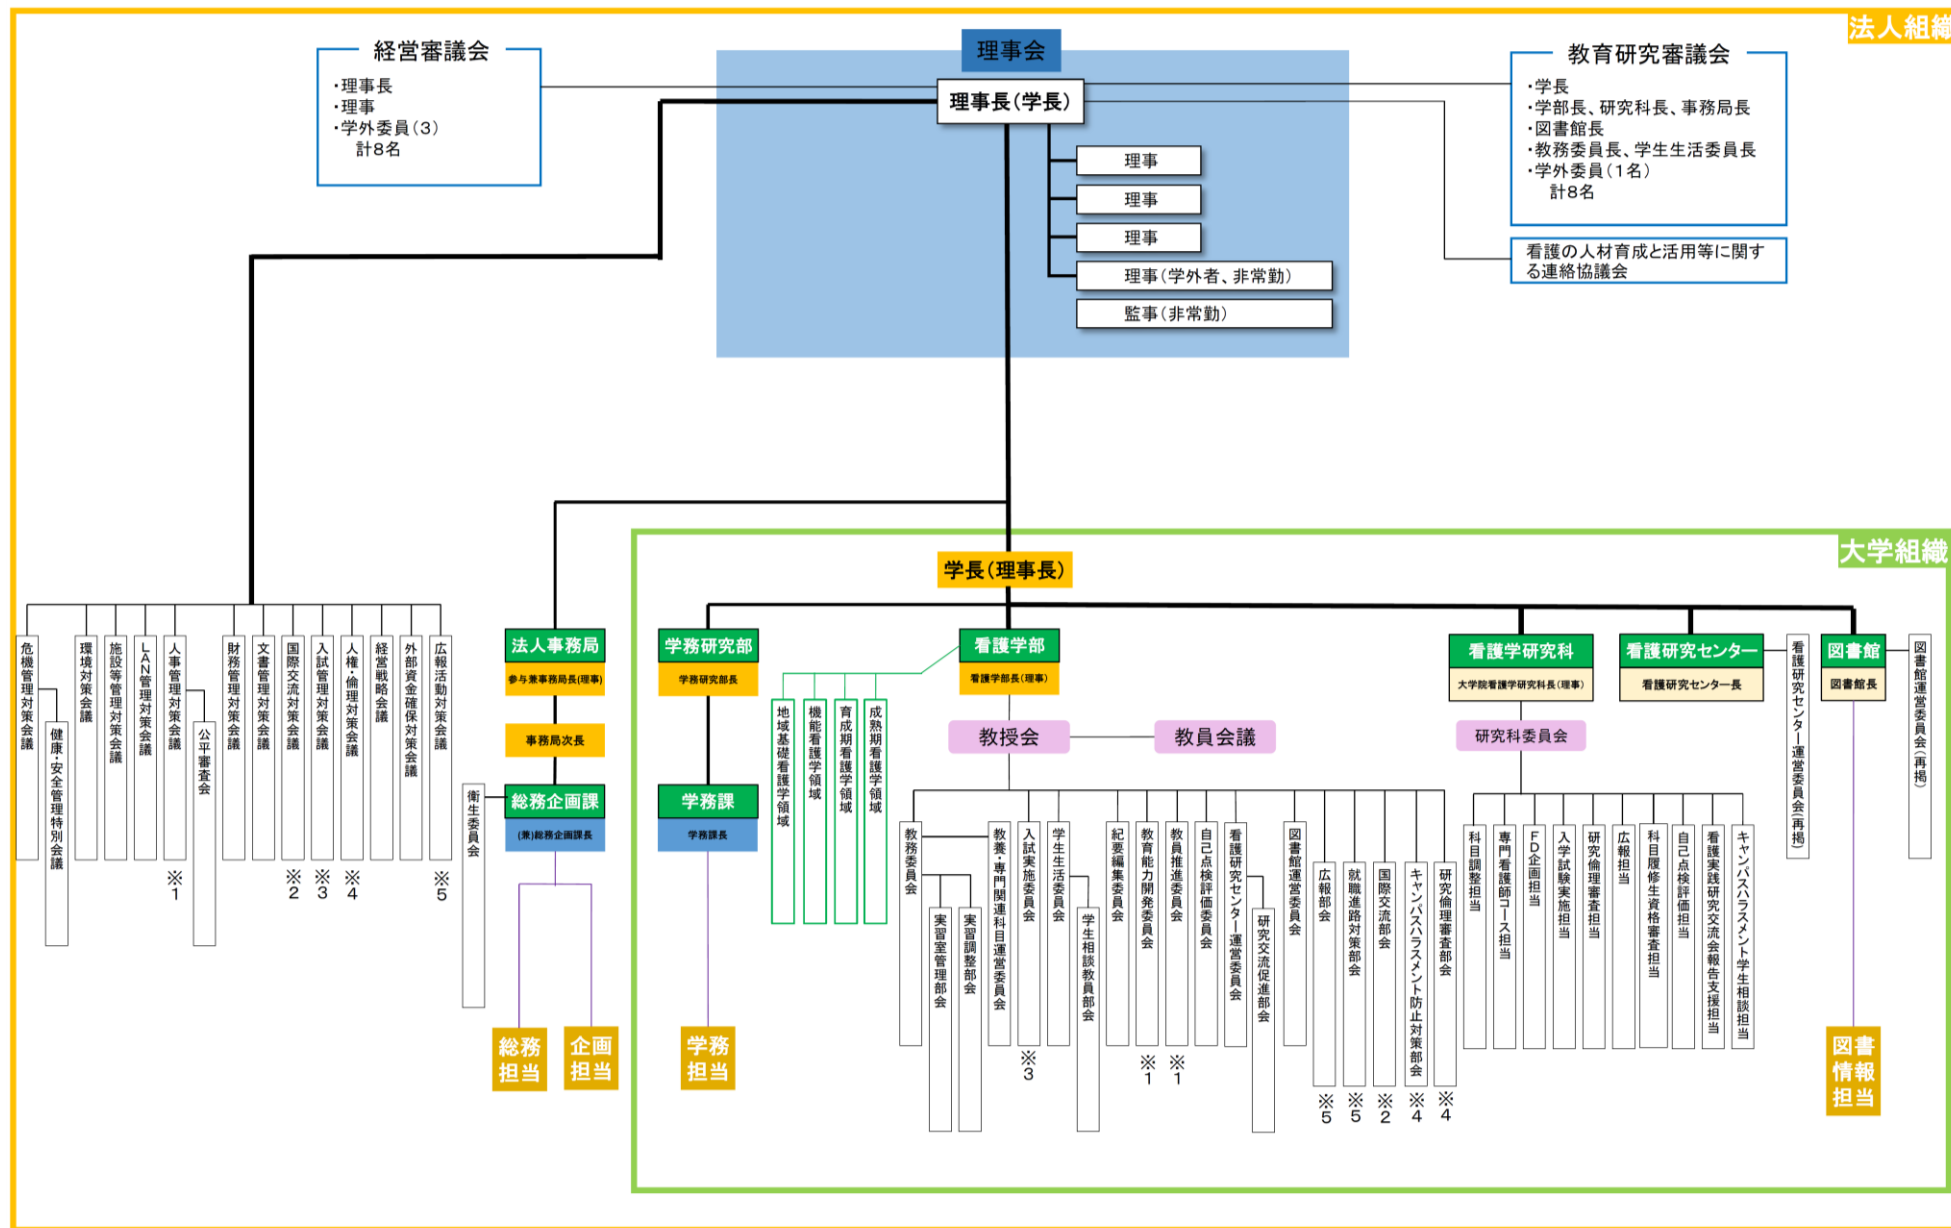 法人組織
経営審議会
・理事長
・理事
・学外委員(3)
計8名
理事会
理事長(学長)
理事
理事
理事
理事(学外者、非常勤)
監事(非常勤)
教育研究審議会
・学長
・学部長、研究科長、事務局長
・図書館長
・教務委員長、学生生活委員長
・学外委員(1名)
計8名
看護の人材育成と活用等に関す
る連絡協議会
大学組織
学長(理事長)
危機管理対策会議
健康・安全管理特別会議
環境対策会議
施設等管理対策会議
LAN管理対策会議
人事管理対策会議
※1
公平審査会
財務管理対策会議
文書管理対策会議
国際交流対策会議
※2
入試管理対策会議
※3
人権・倫理対策会議
※4
経営戦略会議
外部資金確保対策会議
広報活動対策会議
※5
法人事務局
参与兼事務局長(理事)
事務局次長
衛生委員会
総務企画課
(兼)総務企画課長
総務
担当
企画
担当
学務研究部
学務研究部長
学務課
学務課長
学務
担当
看護学部
看護学部長(理事)
地域基礎看護学領域
機能看護学領域
育成期看護学領域
成熟期看護学領域
教授会
教員会議
教務委員会
実習室管理部会
実習調整部会
教養・専門関連科目運営委員会
入試実施委員会
※3
学生生活委員会
学生相談教員部会
紀要編集委員会
教育能力開発委員会
※1
教員推進委員会
※1
自己点検評価委員会
看護研究センター運営委員会
研究交流促進部会
図書館運営委員会
広報部会
※5
就職進路対策部会
※5
国際交流部会
※2
キャンパスハラスメント防止対策部会
※4
研究倫理審査部会
※4
看護学研究科
大学院看護学研究科長(理事)
研究科委員会
科目調整担当
専門看護師コース担当
FD企画担当
入学試験実施担当
研究倫理審査担当
広報担当
科目履修生資格審査担当
自己点検評価担当
看護実践研究交流会報告支援担当
キャンパスハラスメント学生相談担当
看護研究センター
看護研究センター長
看護研究センター運営委員会(再掲)
図書館
図書館長
図書館運営委員会(再掲)
図書
情報
担当